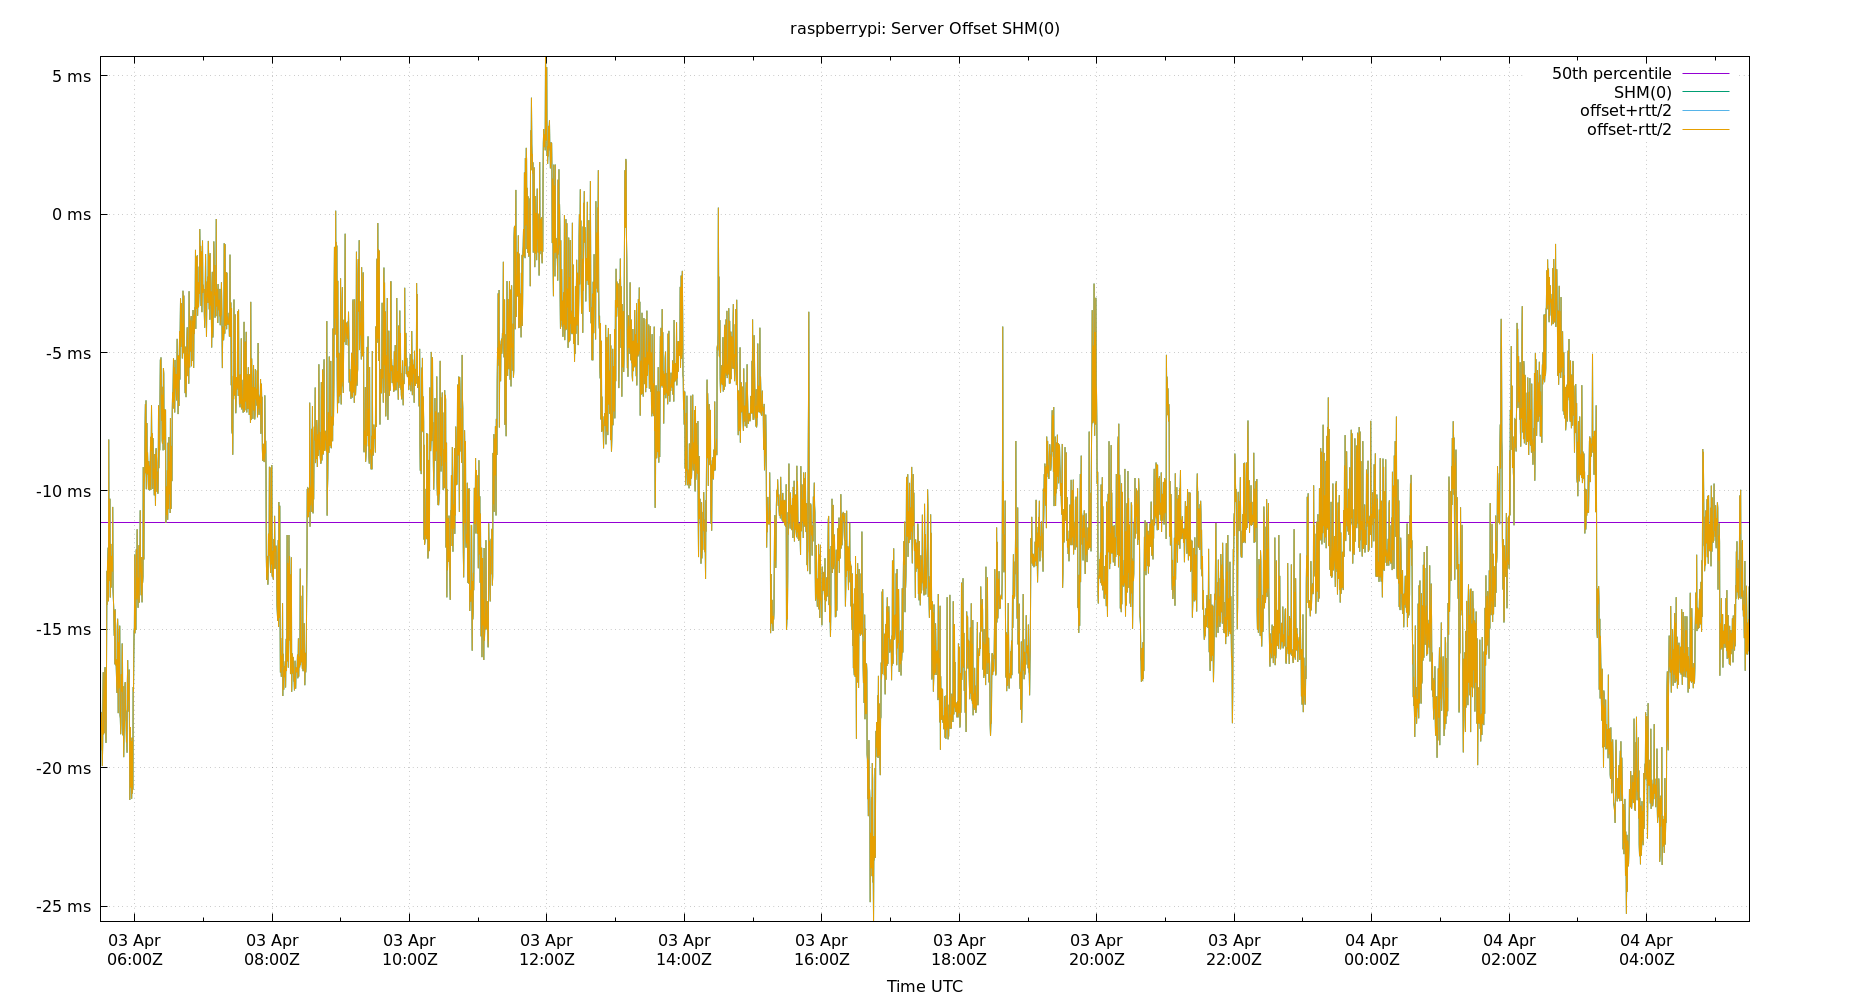 raspberrypi: Server Offset SHM(0)
50th percentile
SHM(0)
offset+rtt/2
offset-rtt/2
5 ms
0 ms
-5 ms
-10 ms
-15 ms
-20 ms
-25 ms
03 Apr 03 Apr 03 Apr 03 Apr 03 Apr 03 Apr 03 Apr 03 Apr 03 Apr 04 Apr 04 Apr 04 Apr
06:00Z 08:00Z 10:00Z 12:00Z 14:00Z 16:00Z 18:00Z 20:00Z 22:00Z 00:00Z 02:00Z 04:00Z
Time UTC